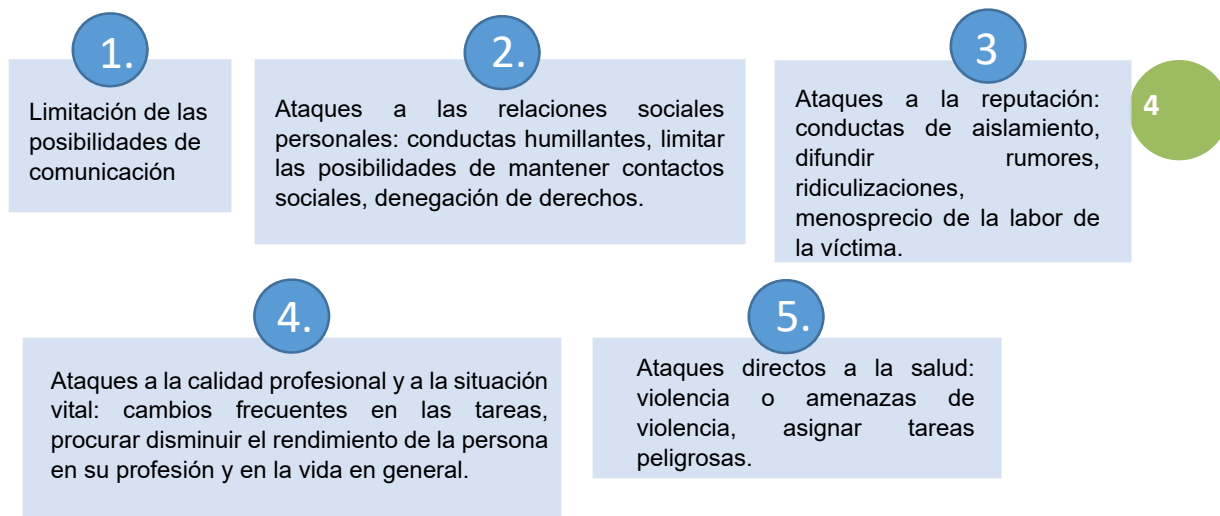 1.
Limitación de las
posibilidades de
comunicación
2.
Ataques a las relaciones sociales
personales: conductas humillantes, limitar
las posibilidades de mantener contactos
sociales, denegación de derechos.
3
Ataques a la reputación:
conductas de aislamiento,
difundir rumores,
ridiculizaciones,
menosprecio de la labor de
la víctima.
4
4.
Ataques a la calidad profesional y a la situación
vital: cambios frecuentes en las tareas,
procurar disminuir el rendimiento de la persona
en su profesión y en la vida en general.
5.
Ataques directos a la salud:
violencia o amenazas de
violencia, asignar tareas
peligrosas.